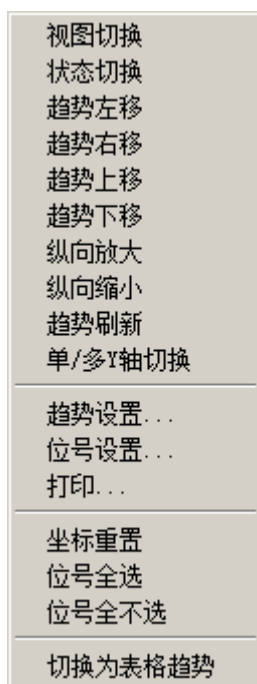 视图切换
状态切换
趋势左移
趋势右移
趋势上移
趋势下移
纵向放大
纵向缩小
趋势刷新
单/多Y轴切换
趋势设置...
位号设置...
打印...
坐标重置
位号全选
位号全不选
切换为表格趋势